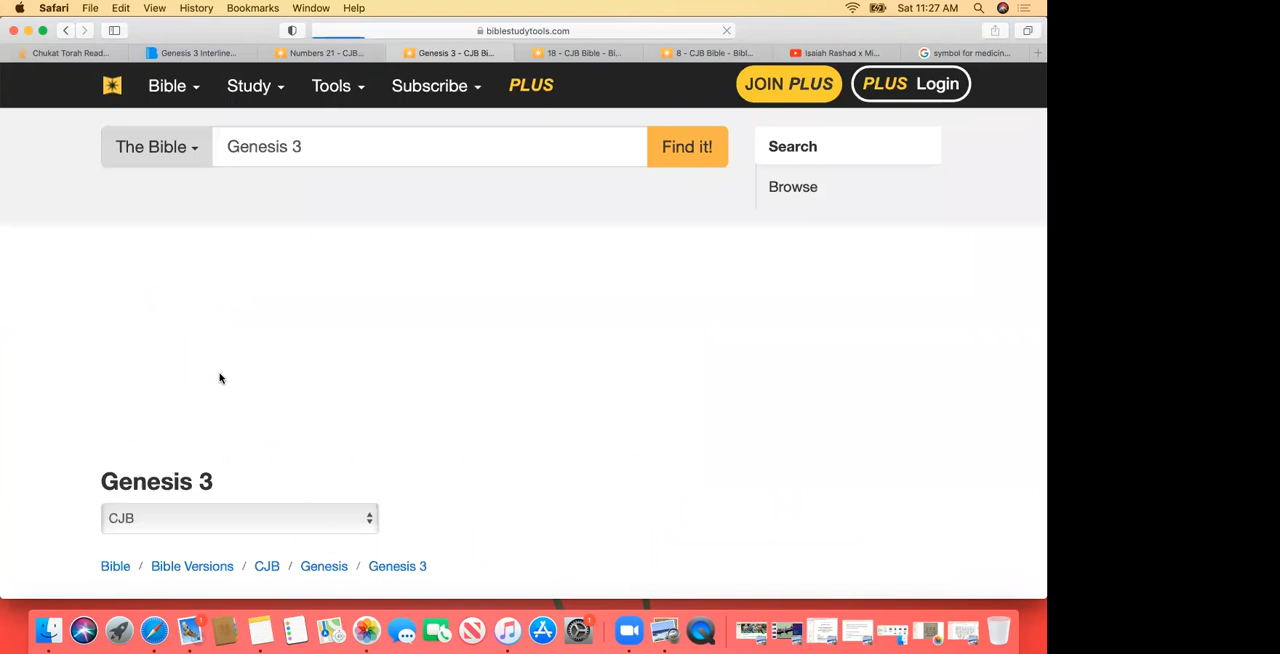 Safari File Edit View History Bookmarks Window Help Sat 11:27 AM
biblestudytools.com
Chukat Torah Read... Genesis 3 Interline... Numbers 21 - CJB... Genesis 3 - CJB Bi... 18 - CJB Bible - Bi... 8 - CJB Bible - Bibl... Isaiah Rashad x Mi... symbol for medicin...
Bible Study Tools Subscribe PLUS JOIN PLUS PLUS Login
The Bible Genesis 3 Find it! Search
Browse
Genesis 3
CJB
Bible / Bible Versions / CJB / Genesis / Genesis 3